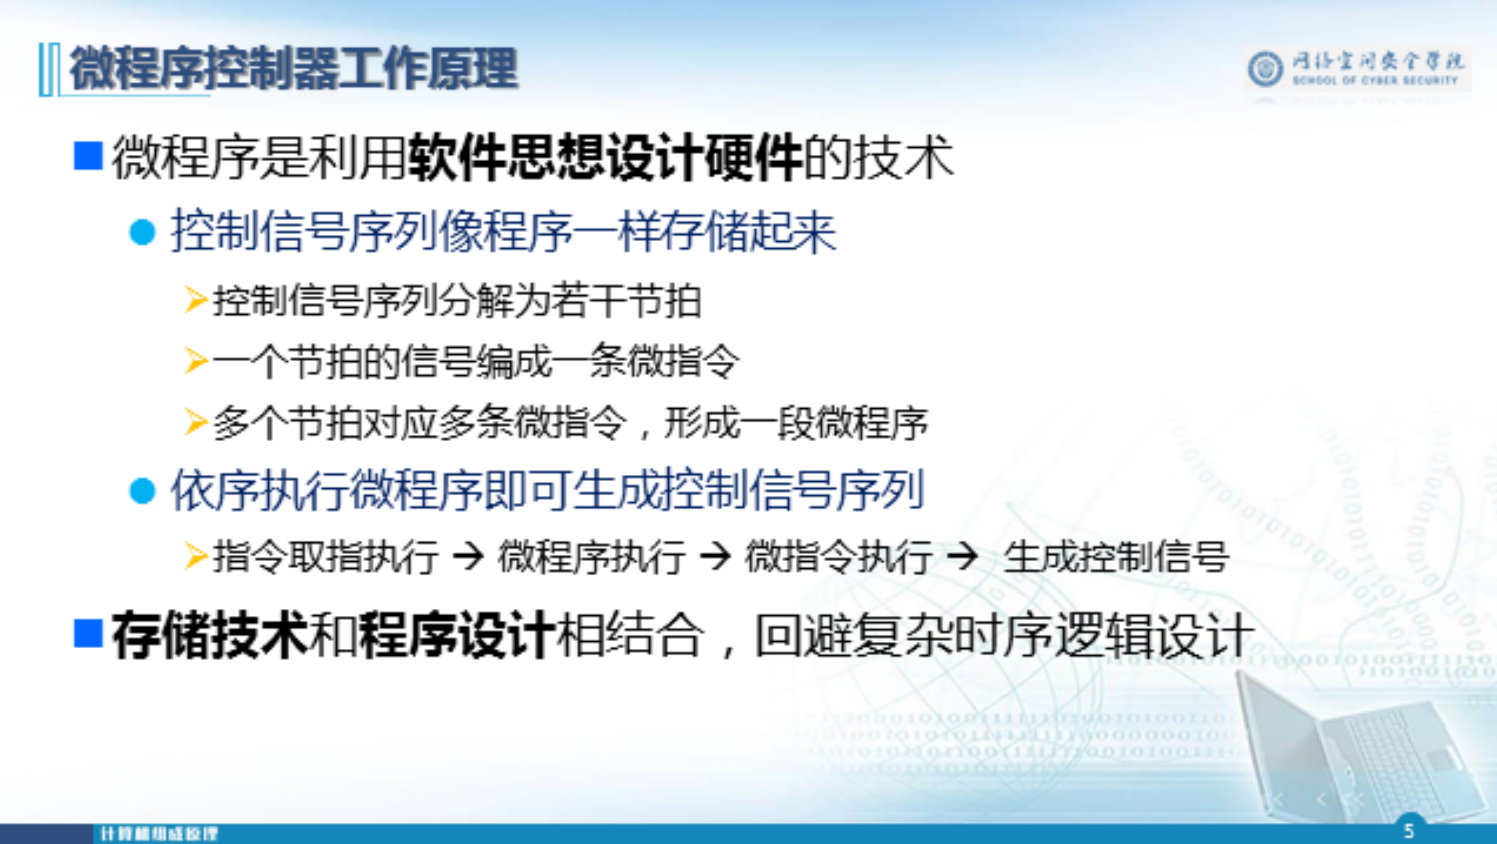 微程序控制器工作原理
网络空间安全学院
SCHOOL OF CYBER SECURITY
微程序是利用软件思想设计硬件的技术
控制信号序列像程序一样存储起来
控制信号序列分解为若干节拍
一个节拍的信号编成一条微指令
多个节拍对应多条微指令，形成一段微程序
依序执行微程序即可生成控制信号序列
指令取指执行 → 微程序执行 → 微指令执行 → 生成控制信号
存储技术和程序设计相结合，回避复杂时序逻辑设计
计算机组成原理
5